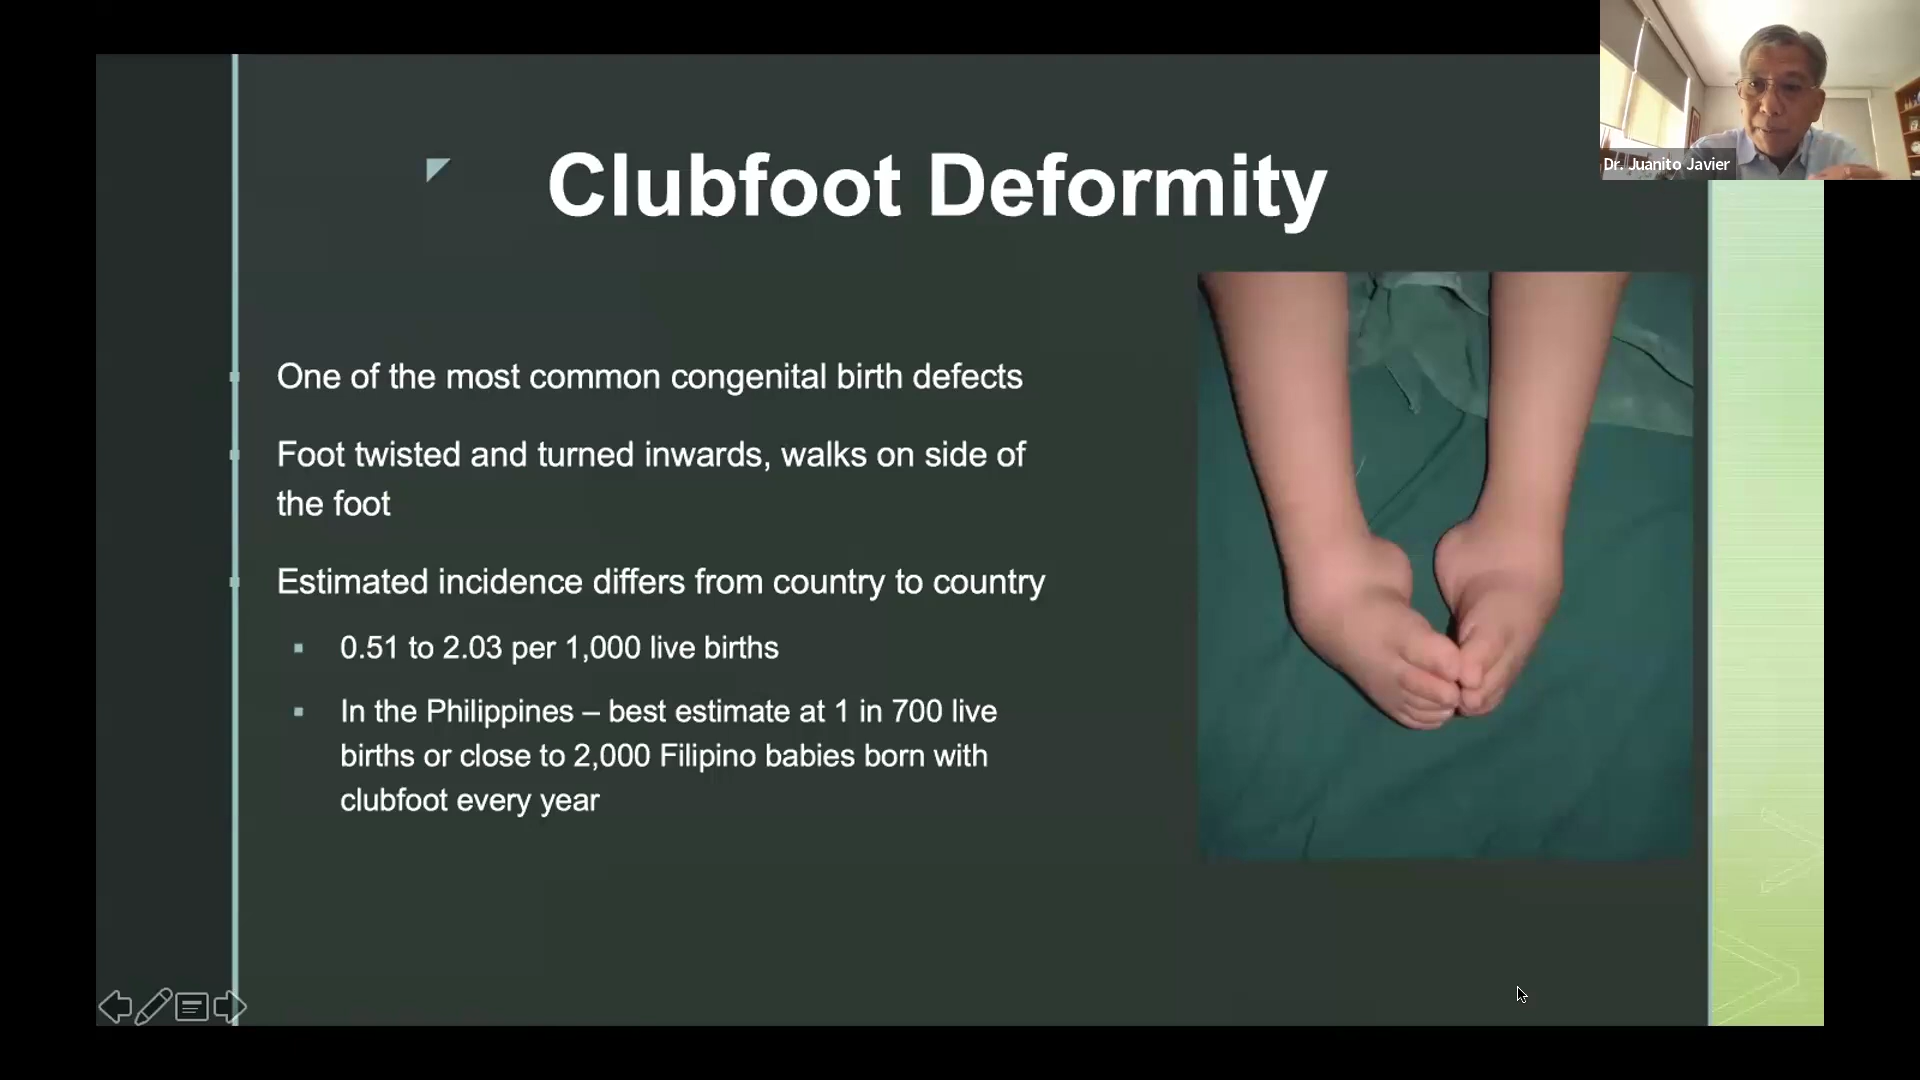 Dr. Juanito Javier
Clubfoot Deformity
One of the most common congenital birth defects
Foot twisted and turned inwards, walks on side of
the foot
Estimated incidence differs from country to country
0.51 to 2.03 per 1,000 live births
In the Philippines – best estimate at 1 in 700 live
births or close to 2,000 Filipino babies born with
clubfoot every year